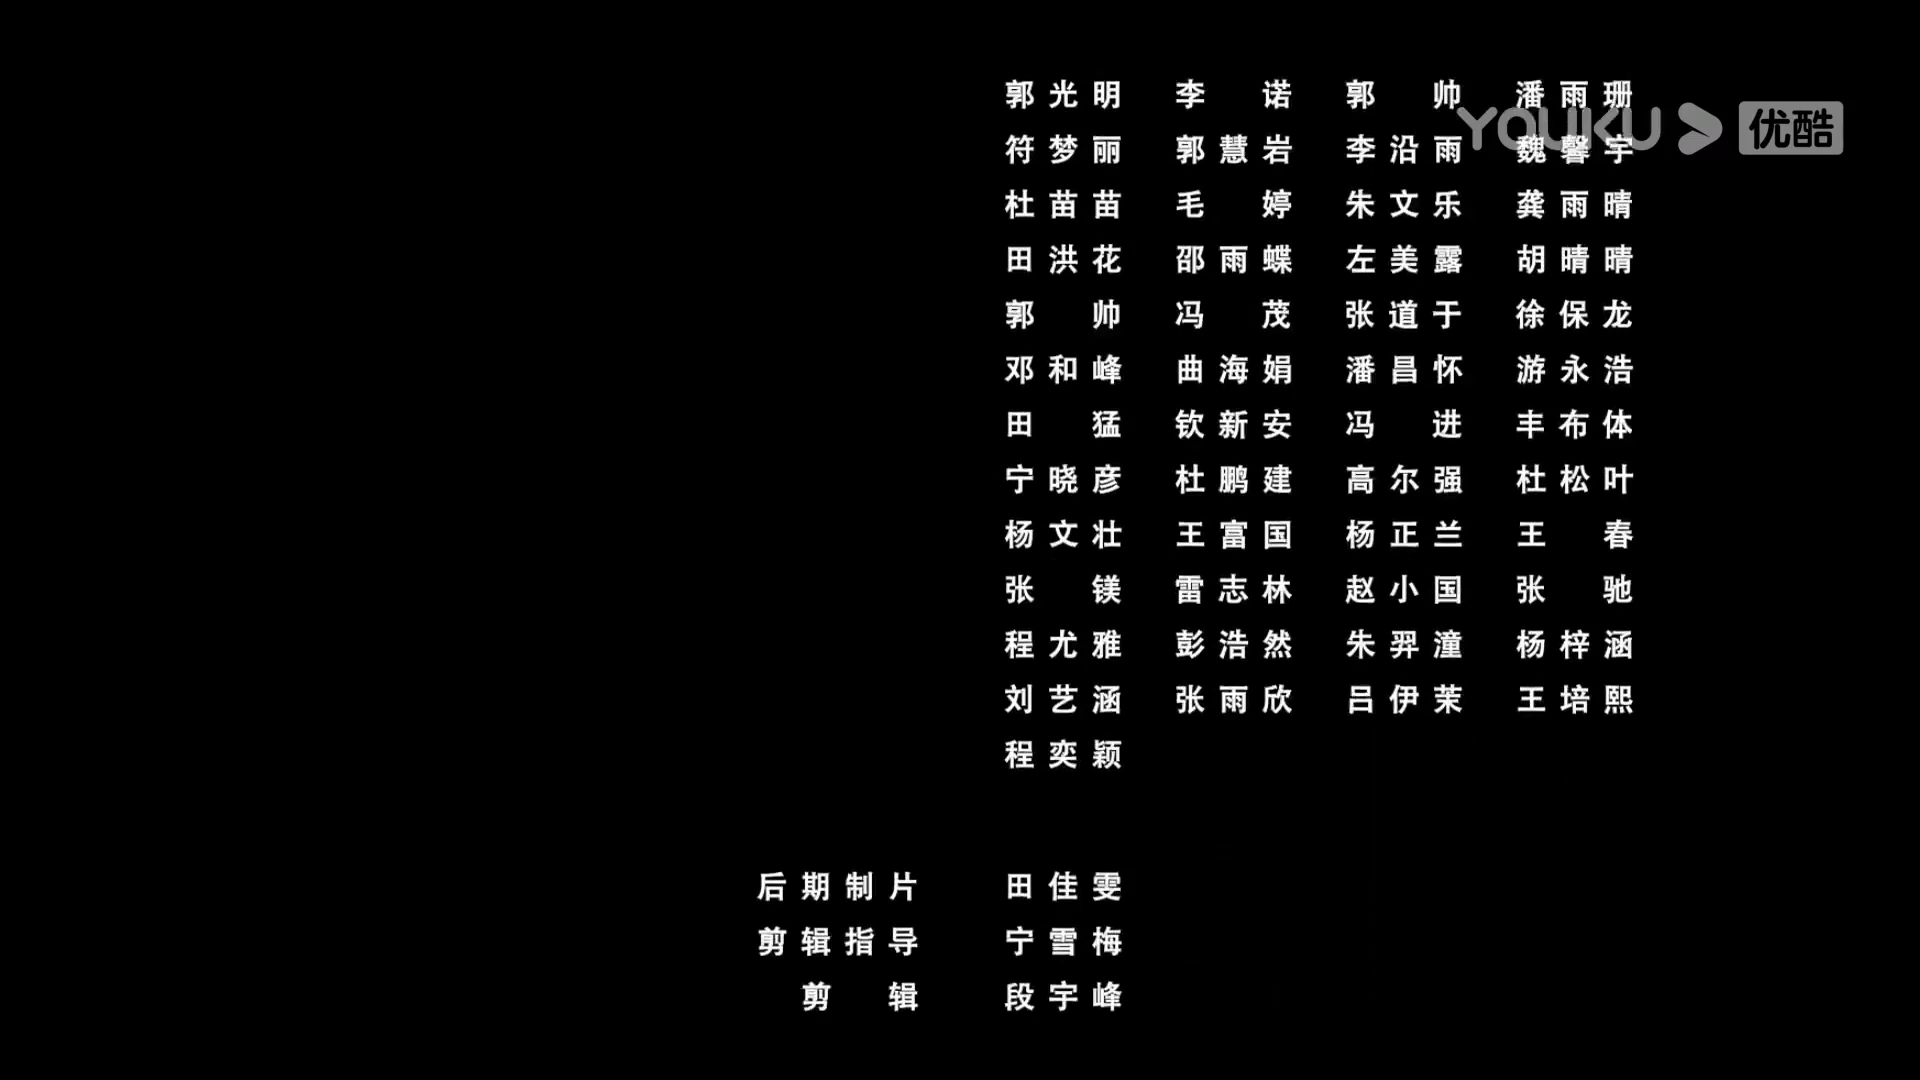 郭光明 李诺 郭帅 潘雨珊
YOUKU 优酷
符梦丽 郭慧岩 李沿雨 魏馨宇
杜苗苗 毛婷 朱文乐 龚雨晴
田洪花 邵雨蝶 左美露 胡晴晴
郭帅 冯茂 张道于 徐保龙
邓和峰 曲海娟 潘昌怀 游永浩
田猛 钦新安 冯进 丰布体
宁晓彦 杜鹏建 高尔强 杜松叶
杨文壮 王富国 杨正兰 王春
张镁 雷志林 赵小国 张驰
程尤雅 彭浩然 朱羿潼 杨梓涵
刘艺涵 张雨欣 吕伊茉 王培熙
程奕颖
后期制片 田佳雯
剪辑指导 宁雪梅
剪辑 段宇峰